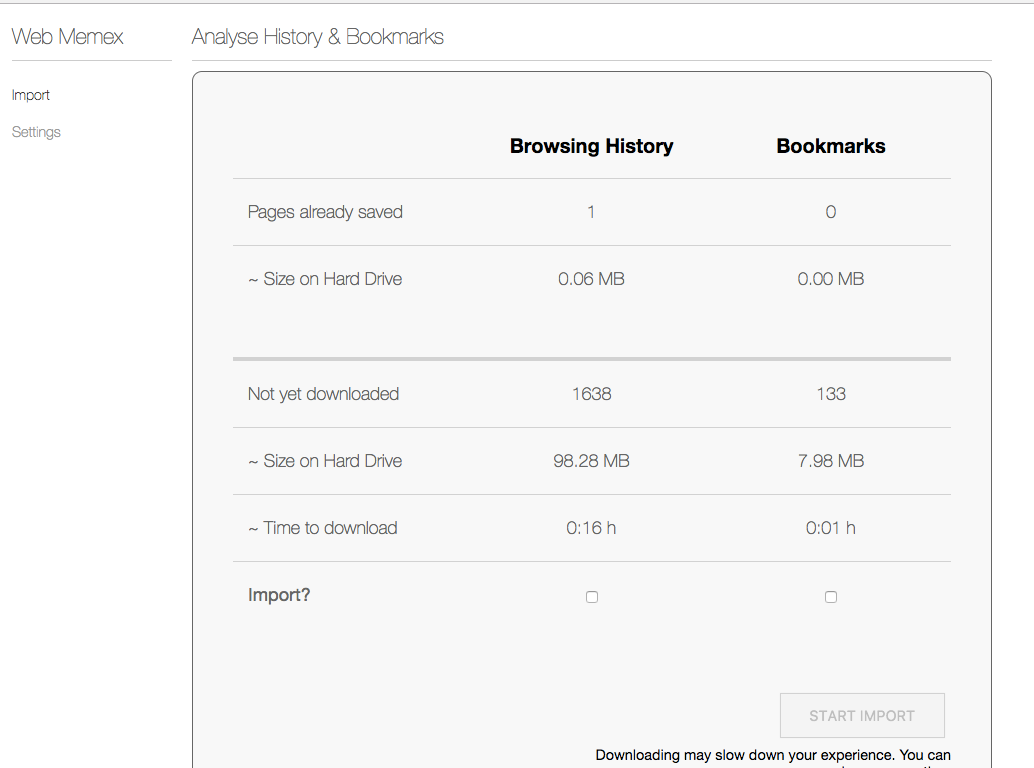 Web Memex
Analyse History & Bookmarks
Import
Settings
Browsing History Bookmarks
Pages already saved 1 0
~ Size on Hard Drive 0.06 MB 0.00 MB
Not yet downloaded 1638 133
~ Size on Hard Drive 98.28 MB 7.98 MB
~ Time to download 0:16 h 0:01 h
Import?
START IMPORT
Downloading may slow down your experience. You can